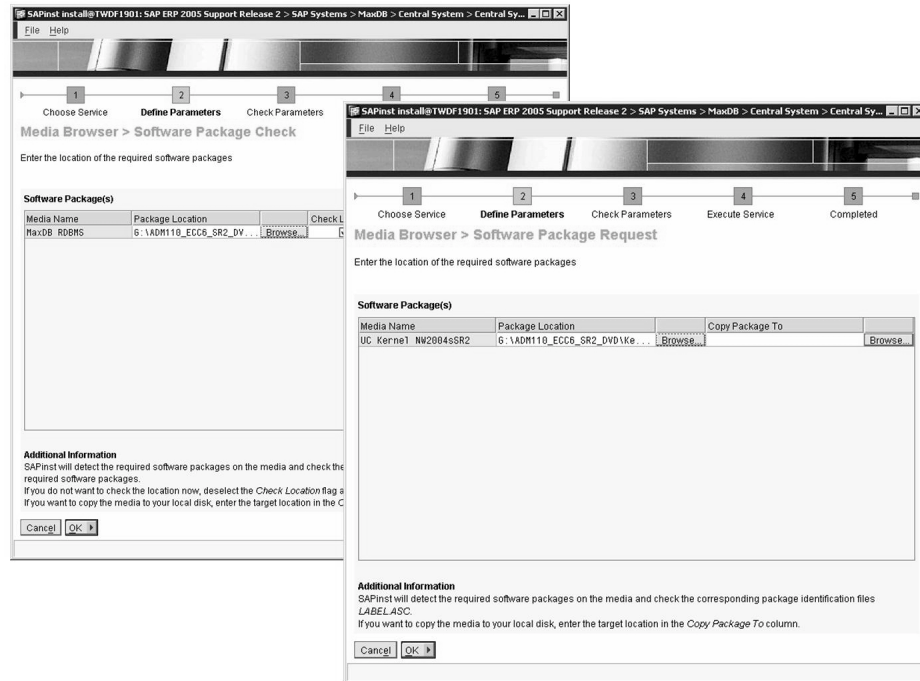 SAPinst install@TWDF1901: SAP ERP 2005 Support Release 2 > SAP Systems > MaxDB > Central System > Central Sy...
File Help
1 2 3 4 5
Choose Service Define Parameters Check Parameters
Media Browser > Software Package Check
Enter the location of the required software packages
Software Package(s)
Media Name Package Location Check L
MaxDB RDBMS G:\ADM110_ECC6_SR2_DV... Browse...
Additional Information
SAPinst will detect the required software packages on the media and check the
required software packages.
If you do not want to check the location now, deselect the Check Location flag a
If you want to copy the media to your local disk, enter the target location in the C
Cancel OK
SAPinst install@TWDF1901: SAP ERP 2005 Support Release 2 > SAP Systems > MaxDB > Central System > Central Sy...
File Help
1 2 3 4 5
Choose Service Define Parameters Check Parameters Execute Service Completed
Media Browser > Software Package Request
Enter the location of the required software packages
Software Package(s)
Media Name Package Location Copy Package To
UC Kernel NW2004sSR2 G:\ADM110_ECC6_SR2_DVD\Ke... Browse... Browse...
Additional Information
SAPinst will detect the required software packages on the media and check the corresponding package identification files
LABEL.ASC.
If you want to copy the media to your local disk, enter the target location in the Copy Package To column.
Cancel OK